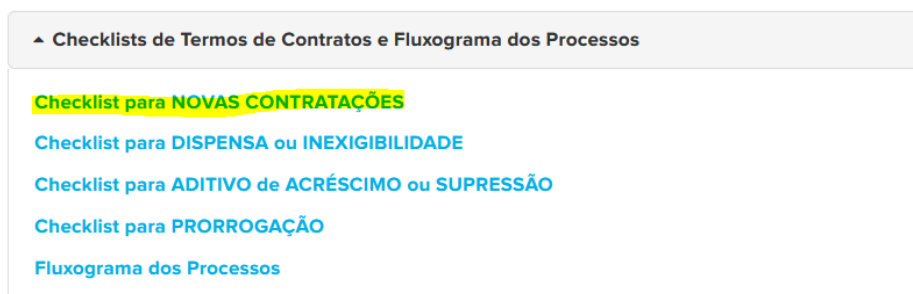 Checklists de Termos de Contratos e Fluxograma dos Processos
Checklist para NOVAS CONTRATAÇÕES
Checklist para DISPENSA ou INEXIGIBILIDADE
Checklist para ADITIVO de ACRÉSCIMO ou SUPRESSÃO
Checklist para PRORROGAÇÃO
Fluxograma dos Processos